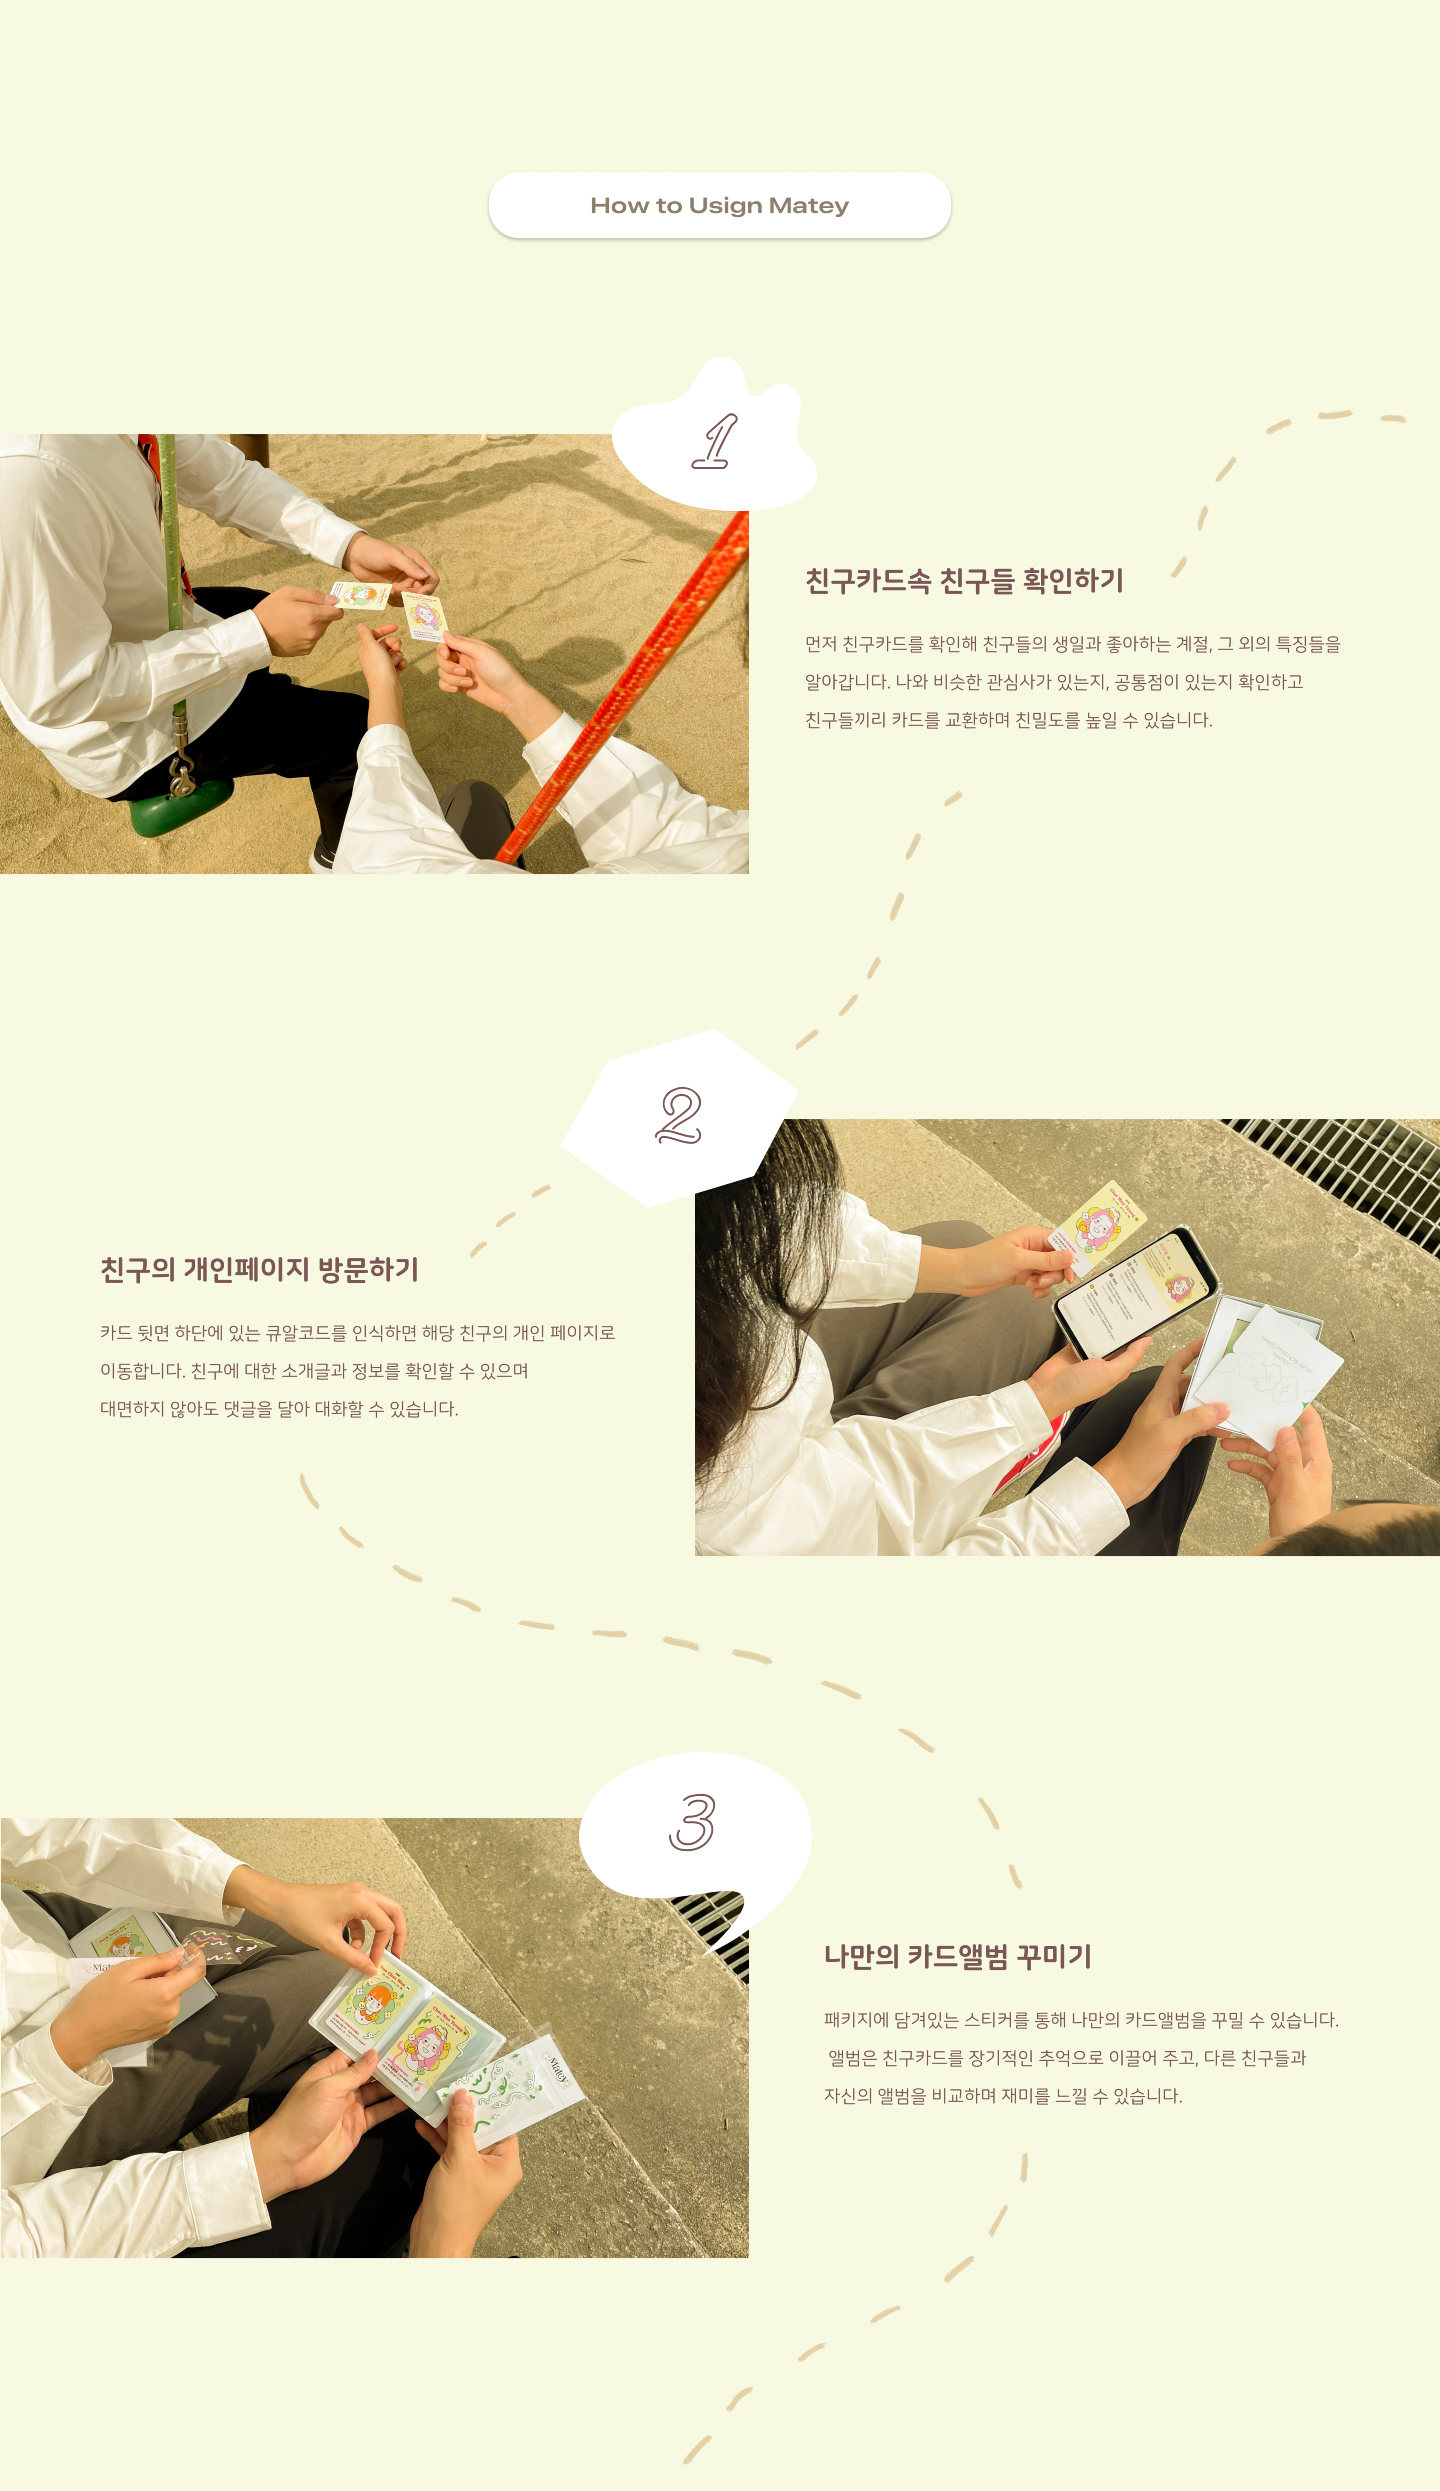 How to Usign Matey
1
친구카드속 친구들 확인하기
먼저 친구카드를 확인해 친구들의 생일과 좋아하는 계절, 그 외의 특징들을
알아갑니다. 나와 비슷한 관심사가 있는지, 공통점이 있는지 확인하고
친구들끼리 카드를 교환하며 친밀도를 높일 수 있습니다.
2
친구의 개인페이지 방문하기
카드 뒷면 하단에 있는 큐알코드를 인식하면 해당 친구의 개인 페이지로
이동합니다. 친구에 대한 소개글과 정보를 확인할 수 있으며
대면하지 않아도 댓글을 달아 대화할 수 있습니다.
3
나만의 카드앨범 꾸미기
패키지에 담겨있는 스티커를 통해 나만의 카드앨범을 꾸밀 수 있습니다.
앨범은 친구카드를 장기적인 추억으로 이끌어 주고, 다른 친구들과
자신의 앨범을 비교하며 재미를 느낄 수 있습니다.
Matey